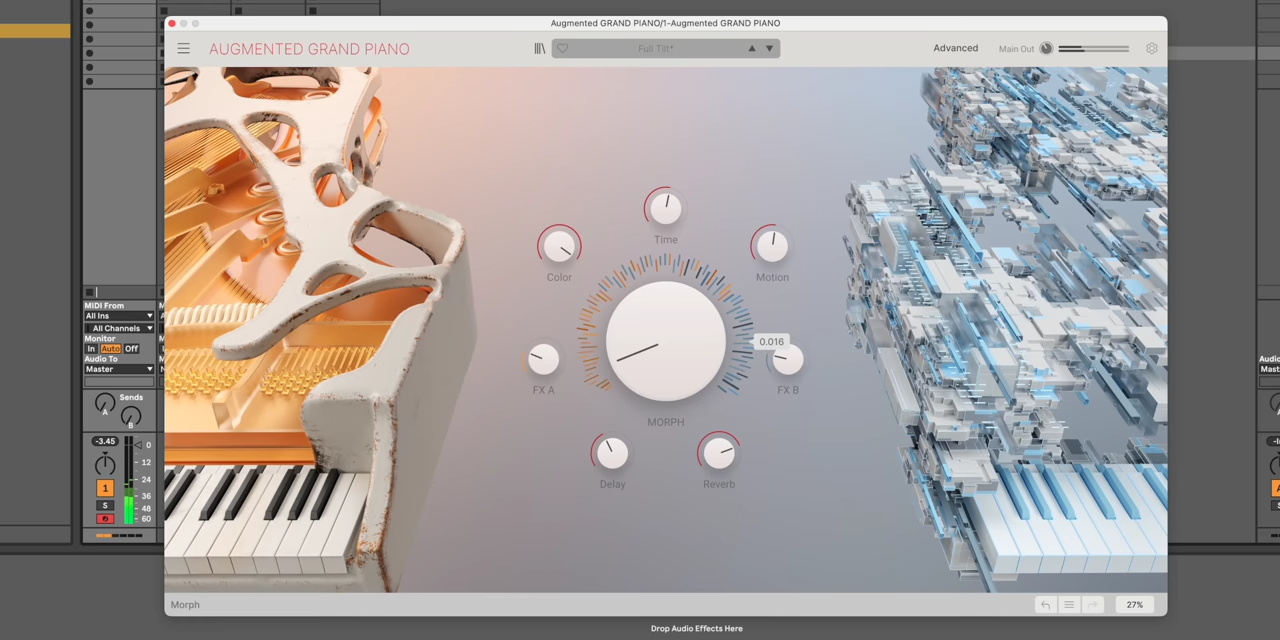 Augmented GRAND PIANO/1-Augmented GRAND PIANO
AUGMENTED GRAND PIANO
Full Tilt*
Advanced
Main Out
Time
Color
Motion
0.016
FX A
FX B
MORPH
Delay
Reverb
MIDI From
All Ins
All Channels
Monitor
In Auto Off
Audio To
Master
Sends
A
B
-3.45
0
12
24
36
48
60
1
S
Audio
Mast
Morph
27%
Drop Audio Effects Here